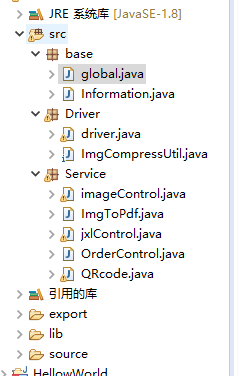 JRE 系统库 [JavaSE-1.8]
src
base
global.java
Information.java
Driver
driver.java
ImgCompressUtil.java
Service
imageControl.java
ImgToPdf.java
jxlControl.java
OrderControl.java
QRcode.java
引用的库
export
lib
source
HellowWorld